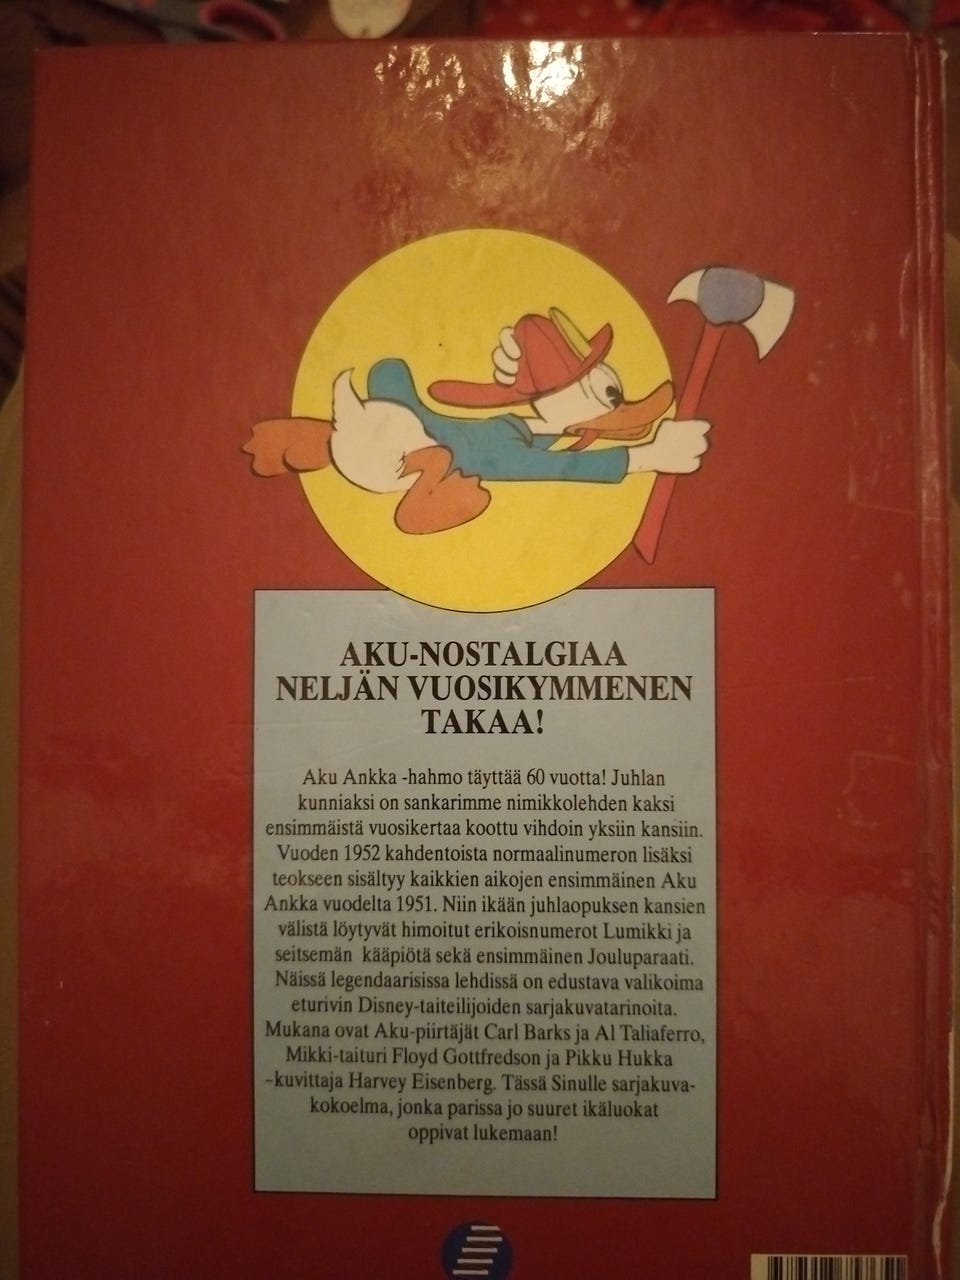 AKU-NOSTALGIAA
NELJÄN VUOSIKYMMENEN
TAKAA!
Aku Ankka -hahmo täyttää 60 vuotta! Juhlan
kunniaksi on sankarimme nimikkolehden kaksi
ensimmäistä vuosikertaa koottu vihdoin yksiin kansiin.
Vuoden 1952 kahdentoista normaalinumeron lisäksi
teokseen sisältyy kaikkien aikojen ensimmäinen Aku
Ankka vuodelta 1951. Niin ikään juhlaopuksen kansien
välistä löytyvät himoitut erikoisnumerot Lumikki ja
seitsemän kääpiötä sekä ensimmäinen Jouluparaati.
Näissä legendaarisissa lehdissä on edustava valikoima
eturivin Disney-taiteilijoiden sarjakuvatarinoita.
Mukana ovat Aku-piirtäjät Carl Barks ja Al Taliaferro,
Mikki-taituri Floyd Gottfredson ja Pikku Hukka
-kuvittaja Harvey Eisenberg. Tässä Sinulle sarjakuva-
kokoelma, jonka parissa jo suuret ikäluokat
oppivat lukemaan!